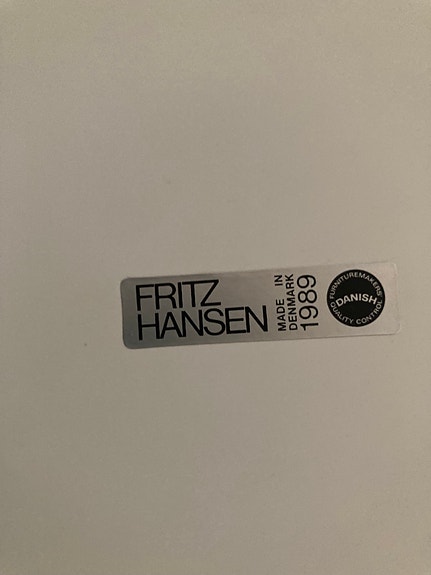 FRITZ
HANSEN
MADE IN
DENMARK
1989
FURNITUREMAKERS
DANISH
QUALITY CONTROL